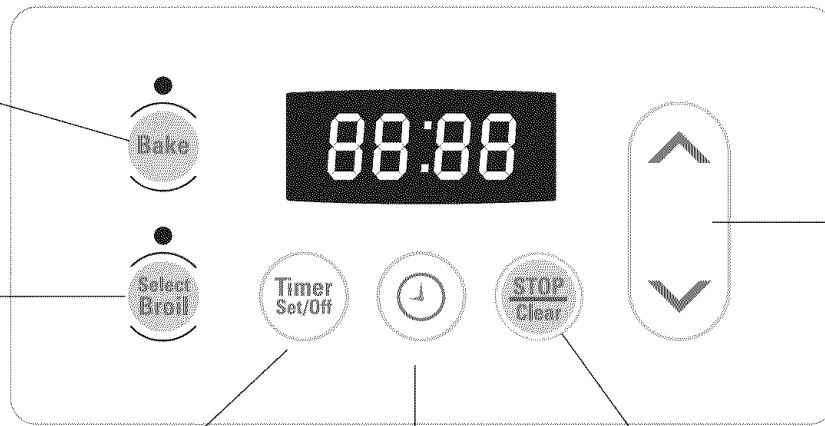 Bake
88:88
Select
Broil
Timer
Set/Off
STOP
Clear